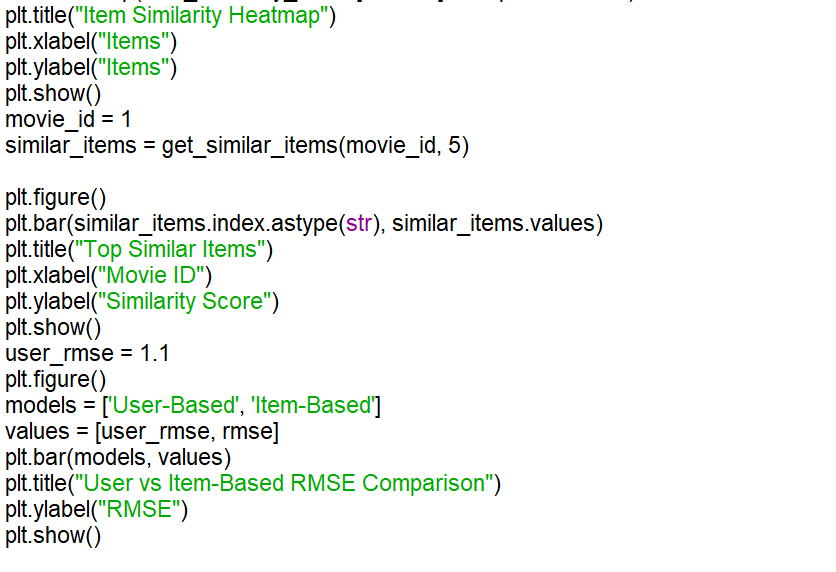 plt.title("Item Similarity Heatmap")
plt.xlabel("Items")
plt.ylabel("Items")
plt.show()
movie_id = 1
similar_items = get_similar_items(movie_id, 5)
plt.figure()
plt.bar(similar_items.index.astype(str), similar_items.values)
plt.title("Top Similar Items")
plt.xlabel("Movie ID")
plt.ylabel("Similarity Score")
plt.show()
user_rmse = 1.1
plt.figure()
models = ['User-Based', 'Item-Based']
values = [user_rmse, rmse]
plt.bar(models, values)
plt.title("User vs Item-Based RMSE Comparison")
plt.ylabel("RMSE")
plt.show()